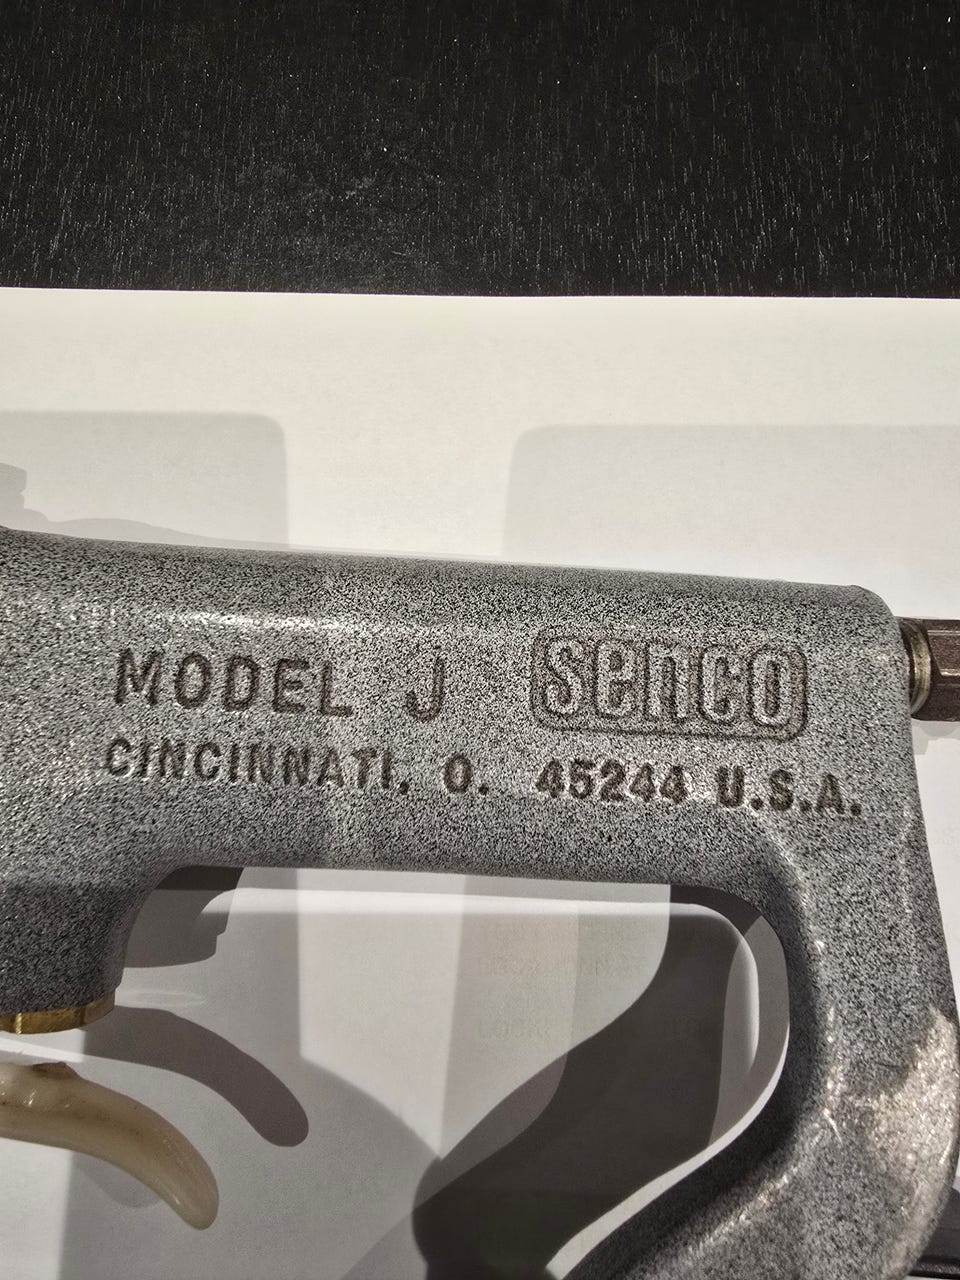 MODEL J senco
CINCINNATI, O. 45244 U.S.A.